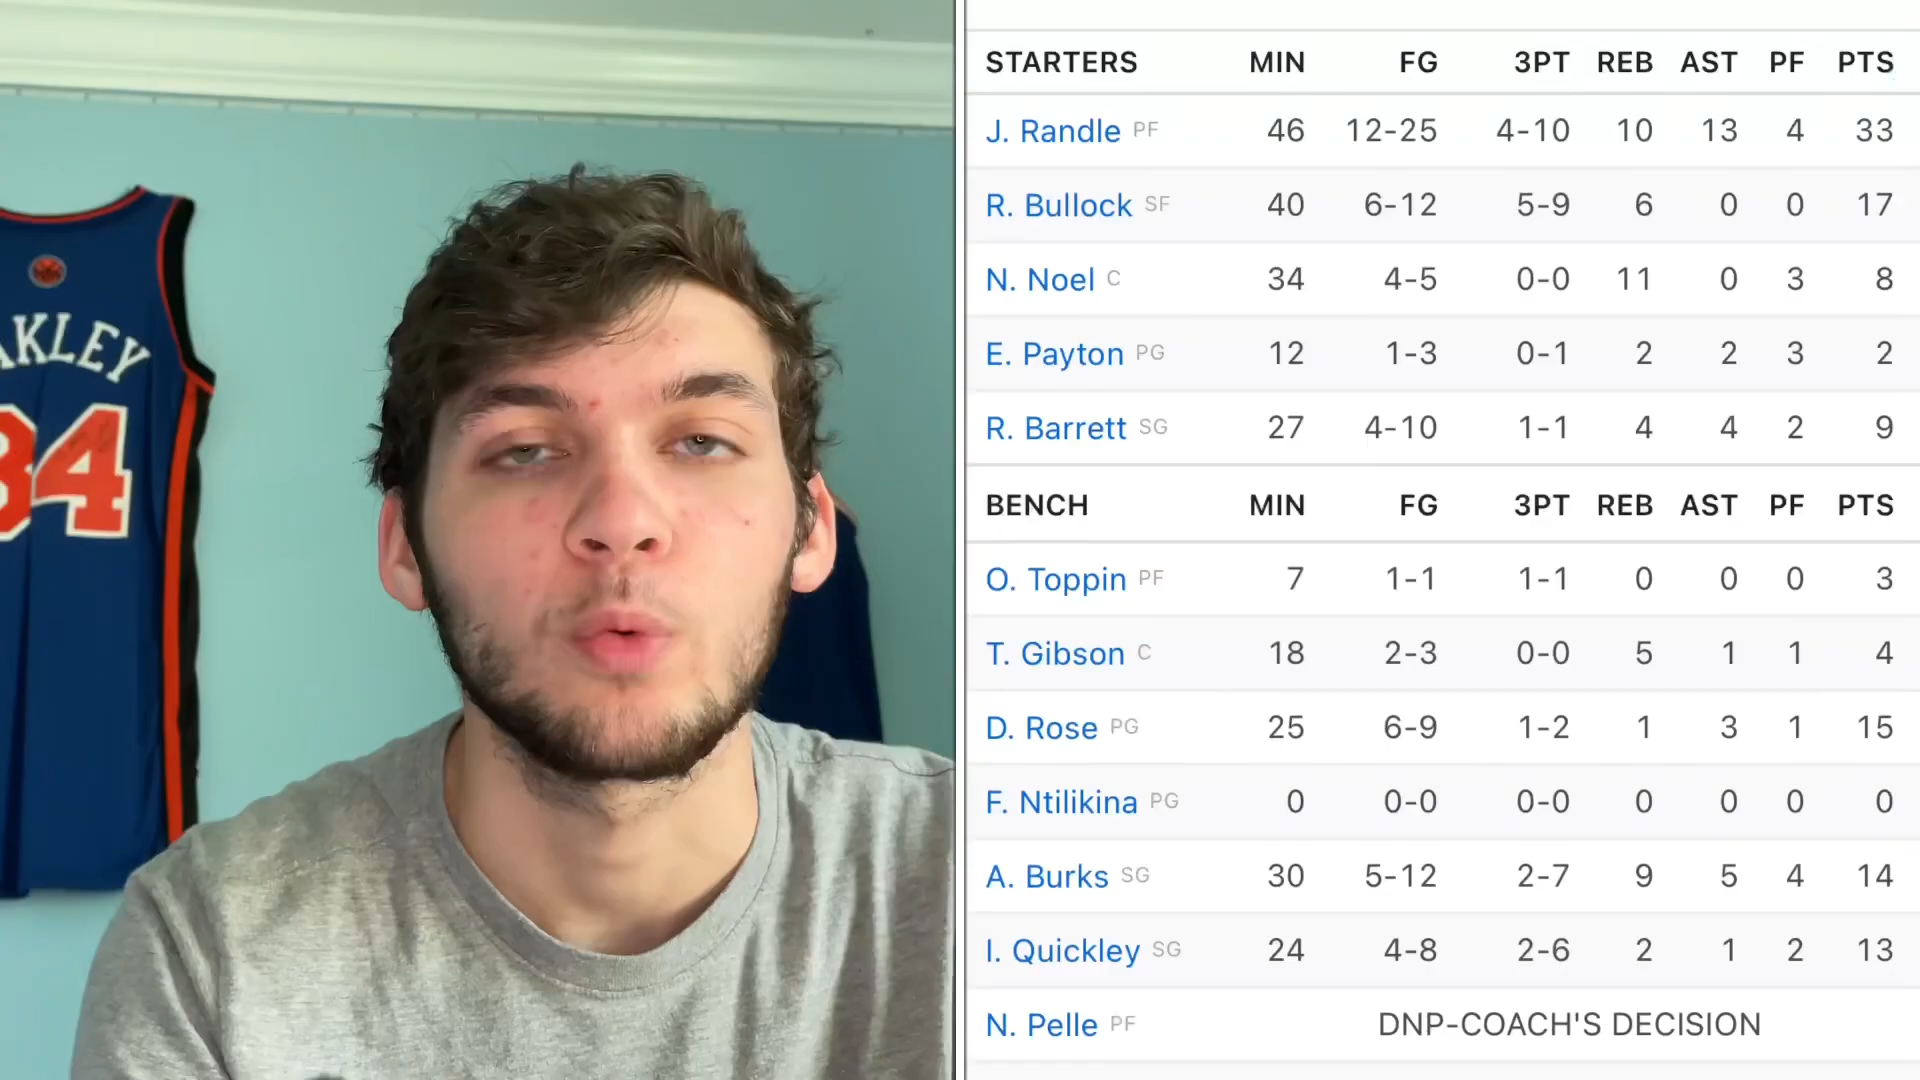 AKLEY
34
STARTERS MIN FG 3PT REB AST PF PTS
J. Randle PF 46 12-25 4-10 10 13 4 33
R. Bullock SF 40 6-12 5-9 6 0 0 17
N. Noel C 34 4-5 0-0 11 0 3 8
E. Payton PG 12 1-3 0-1 2 2 3 2
R. Barrett SG 27 4-10 1-1 4 4 2 9
BENCH MIN FG 3PT REB AST PF PTS
O. Toppin PF 7 1-1 1-1 0 0 0 3
T. Gibson C 18 2-3 0-0 5 1 1 4
D. Rose PG 25 6-9 1-2 1 3 1 15
F. Ntilikina PG 0 0-0 0-0 0 0 0 0
A. Burks SG 30 5-12 2-7 9 5 4 14
I. Quickley SG 24 4-8 2-6 2 1 2 13
N. Pelle PF DNP-COACH'S DECISION